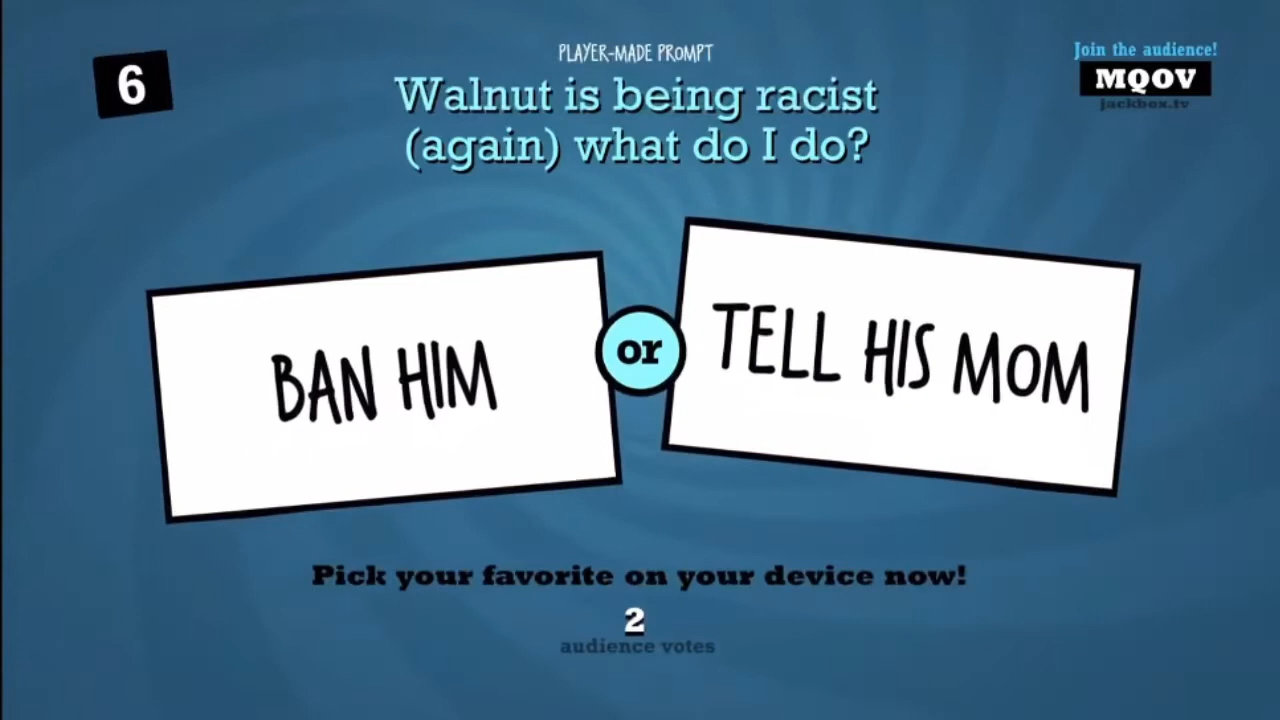 6
PLAYER-MADE PROMPT
Walnut is being racist
(again) what do I do?
Join the audience!
MQOV
jackbox.tv
BAN HIM
or
TELL HIS MOM
Pick your favorite on your device now!
2
audience votes